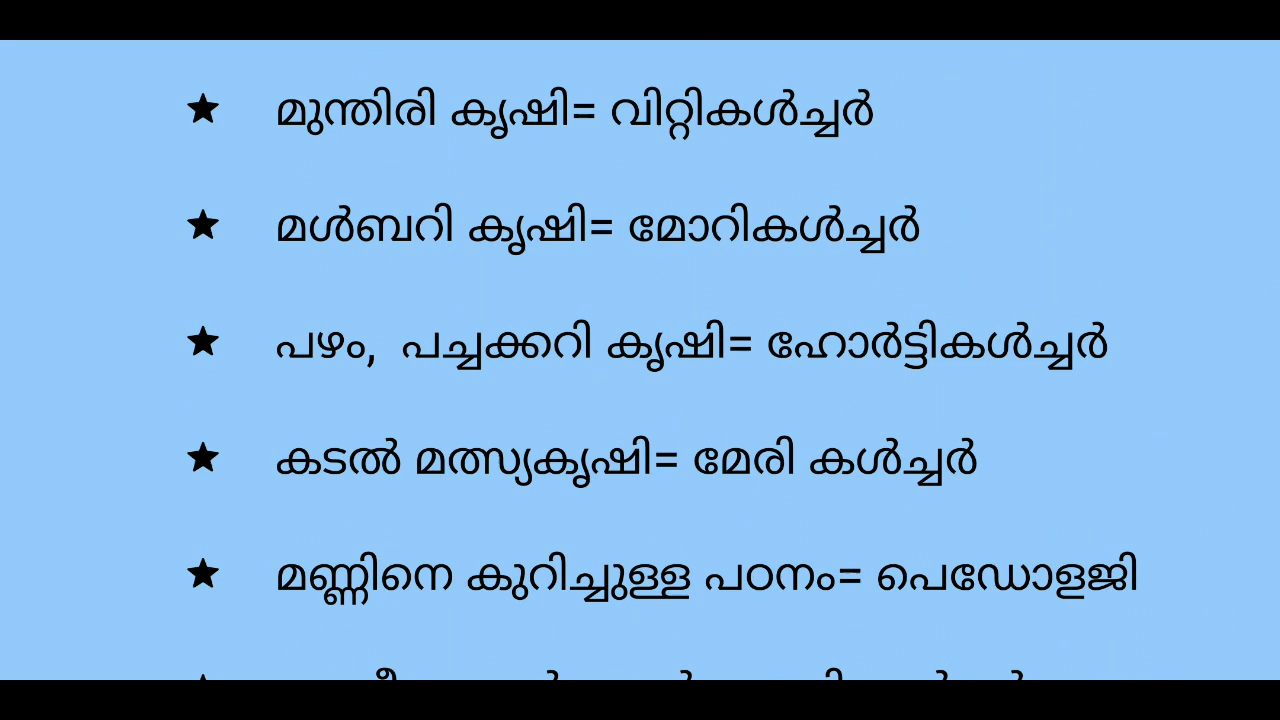 ★ മുന്തിരി കൃഷി= വിറ്റികൾച്ചർ
★ മൾബറി കൃഷി= മോറികൾച്ചർ
★ പഴം, പച്ചക്കറി കൃഷി= ഹോർട്ടികൾച്ചർ
★ കടൽ മത്സ്യകൃഷി= മേരി കൾച്ചർ
★ മണ്ണിനെ കുറിച്ചുള്ള പഠനം= പെഡോളജി